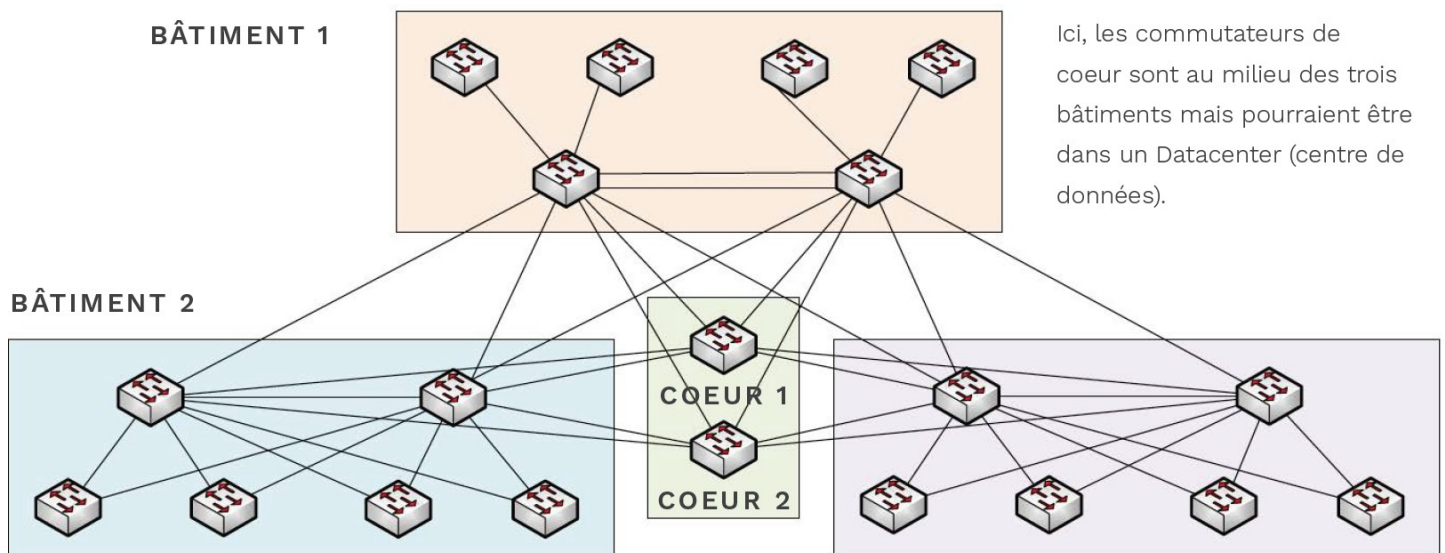 BÂTIMENT 1
Ici, les commutateurs de
coeur sont au milieu des trois
bâtiments mais pourraient être
dans un Datacenter (centre de
données).
BÂTIMENT 2
COEUR 1
COEUR 2